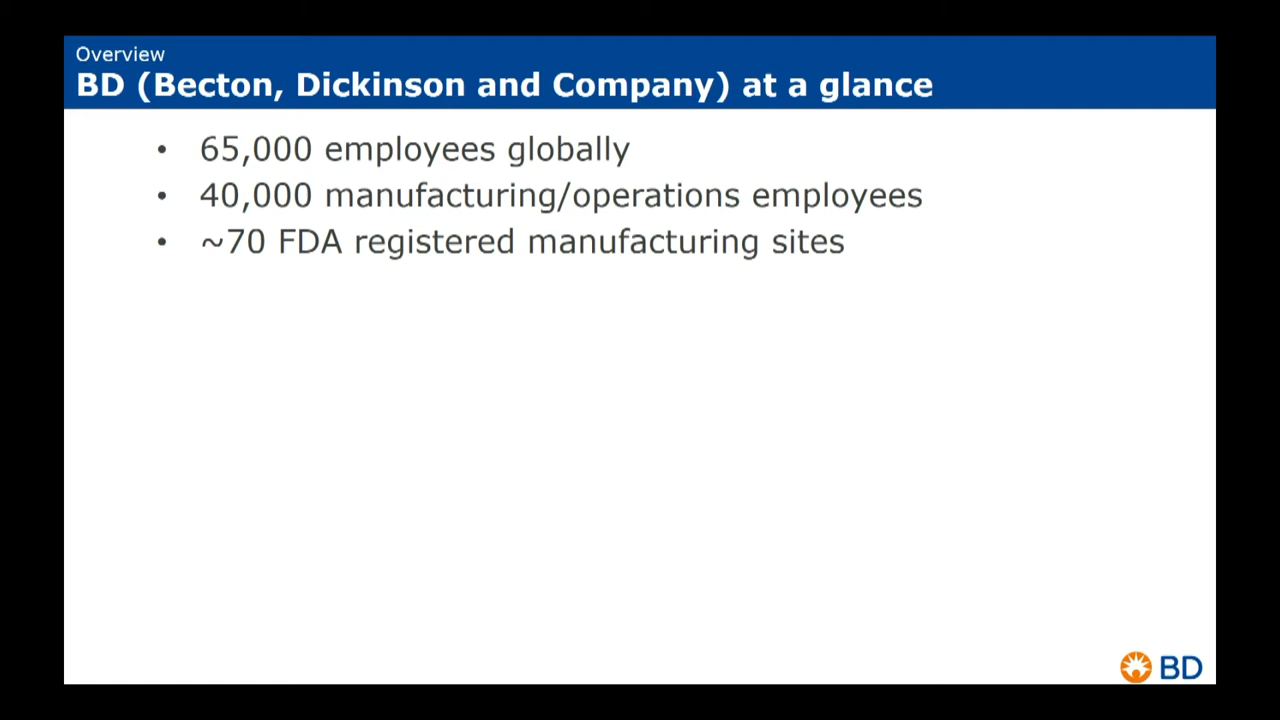 Overview
BD (Becton, Dickinson and Company) at a glance
• 65,000 employees globally
• 40,000 manufacturing/operations employees
• ~70 FDA registered manufacturing sites
BD